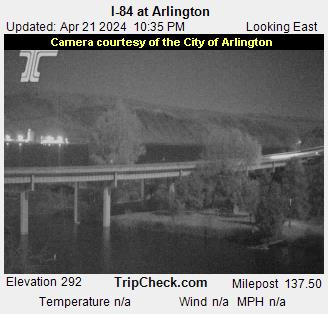 I-84 at Arlington
Updated: Apr 21 2024 10:35 PM Looking East
Camera courtesy of the City of Arlington
Elevation 292 TripCheck.com Milepost 137.50
Temperature n/a Wind n/a MPH n/a